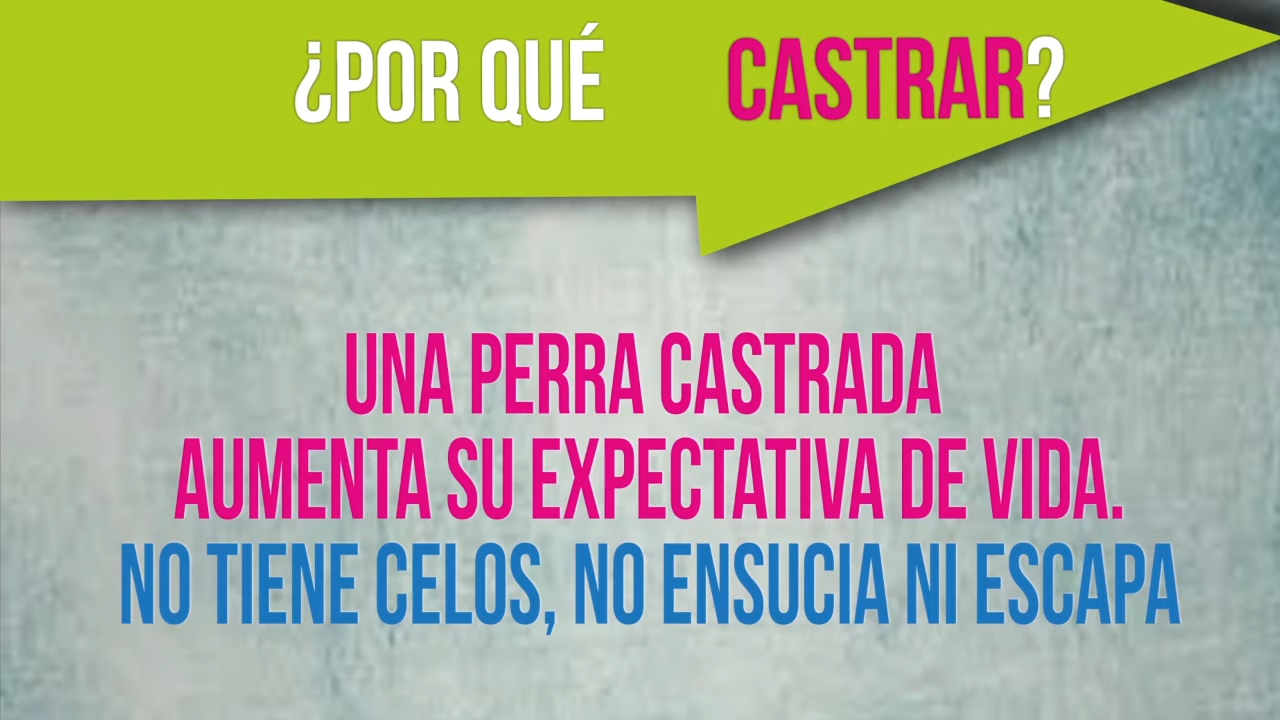 ¿POR QUÉ CASTRAR?
UNA PERRA CASTRADA
AUMENTA SU EXPECTATIVA DE VIDA.
NO TIENE CELOS, NO ENSUCIA NI ESCAPA